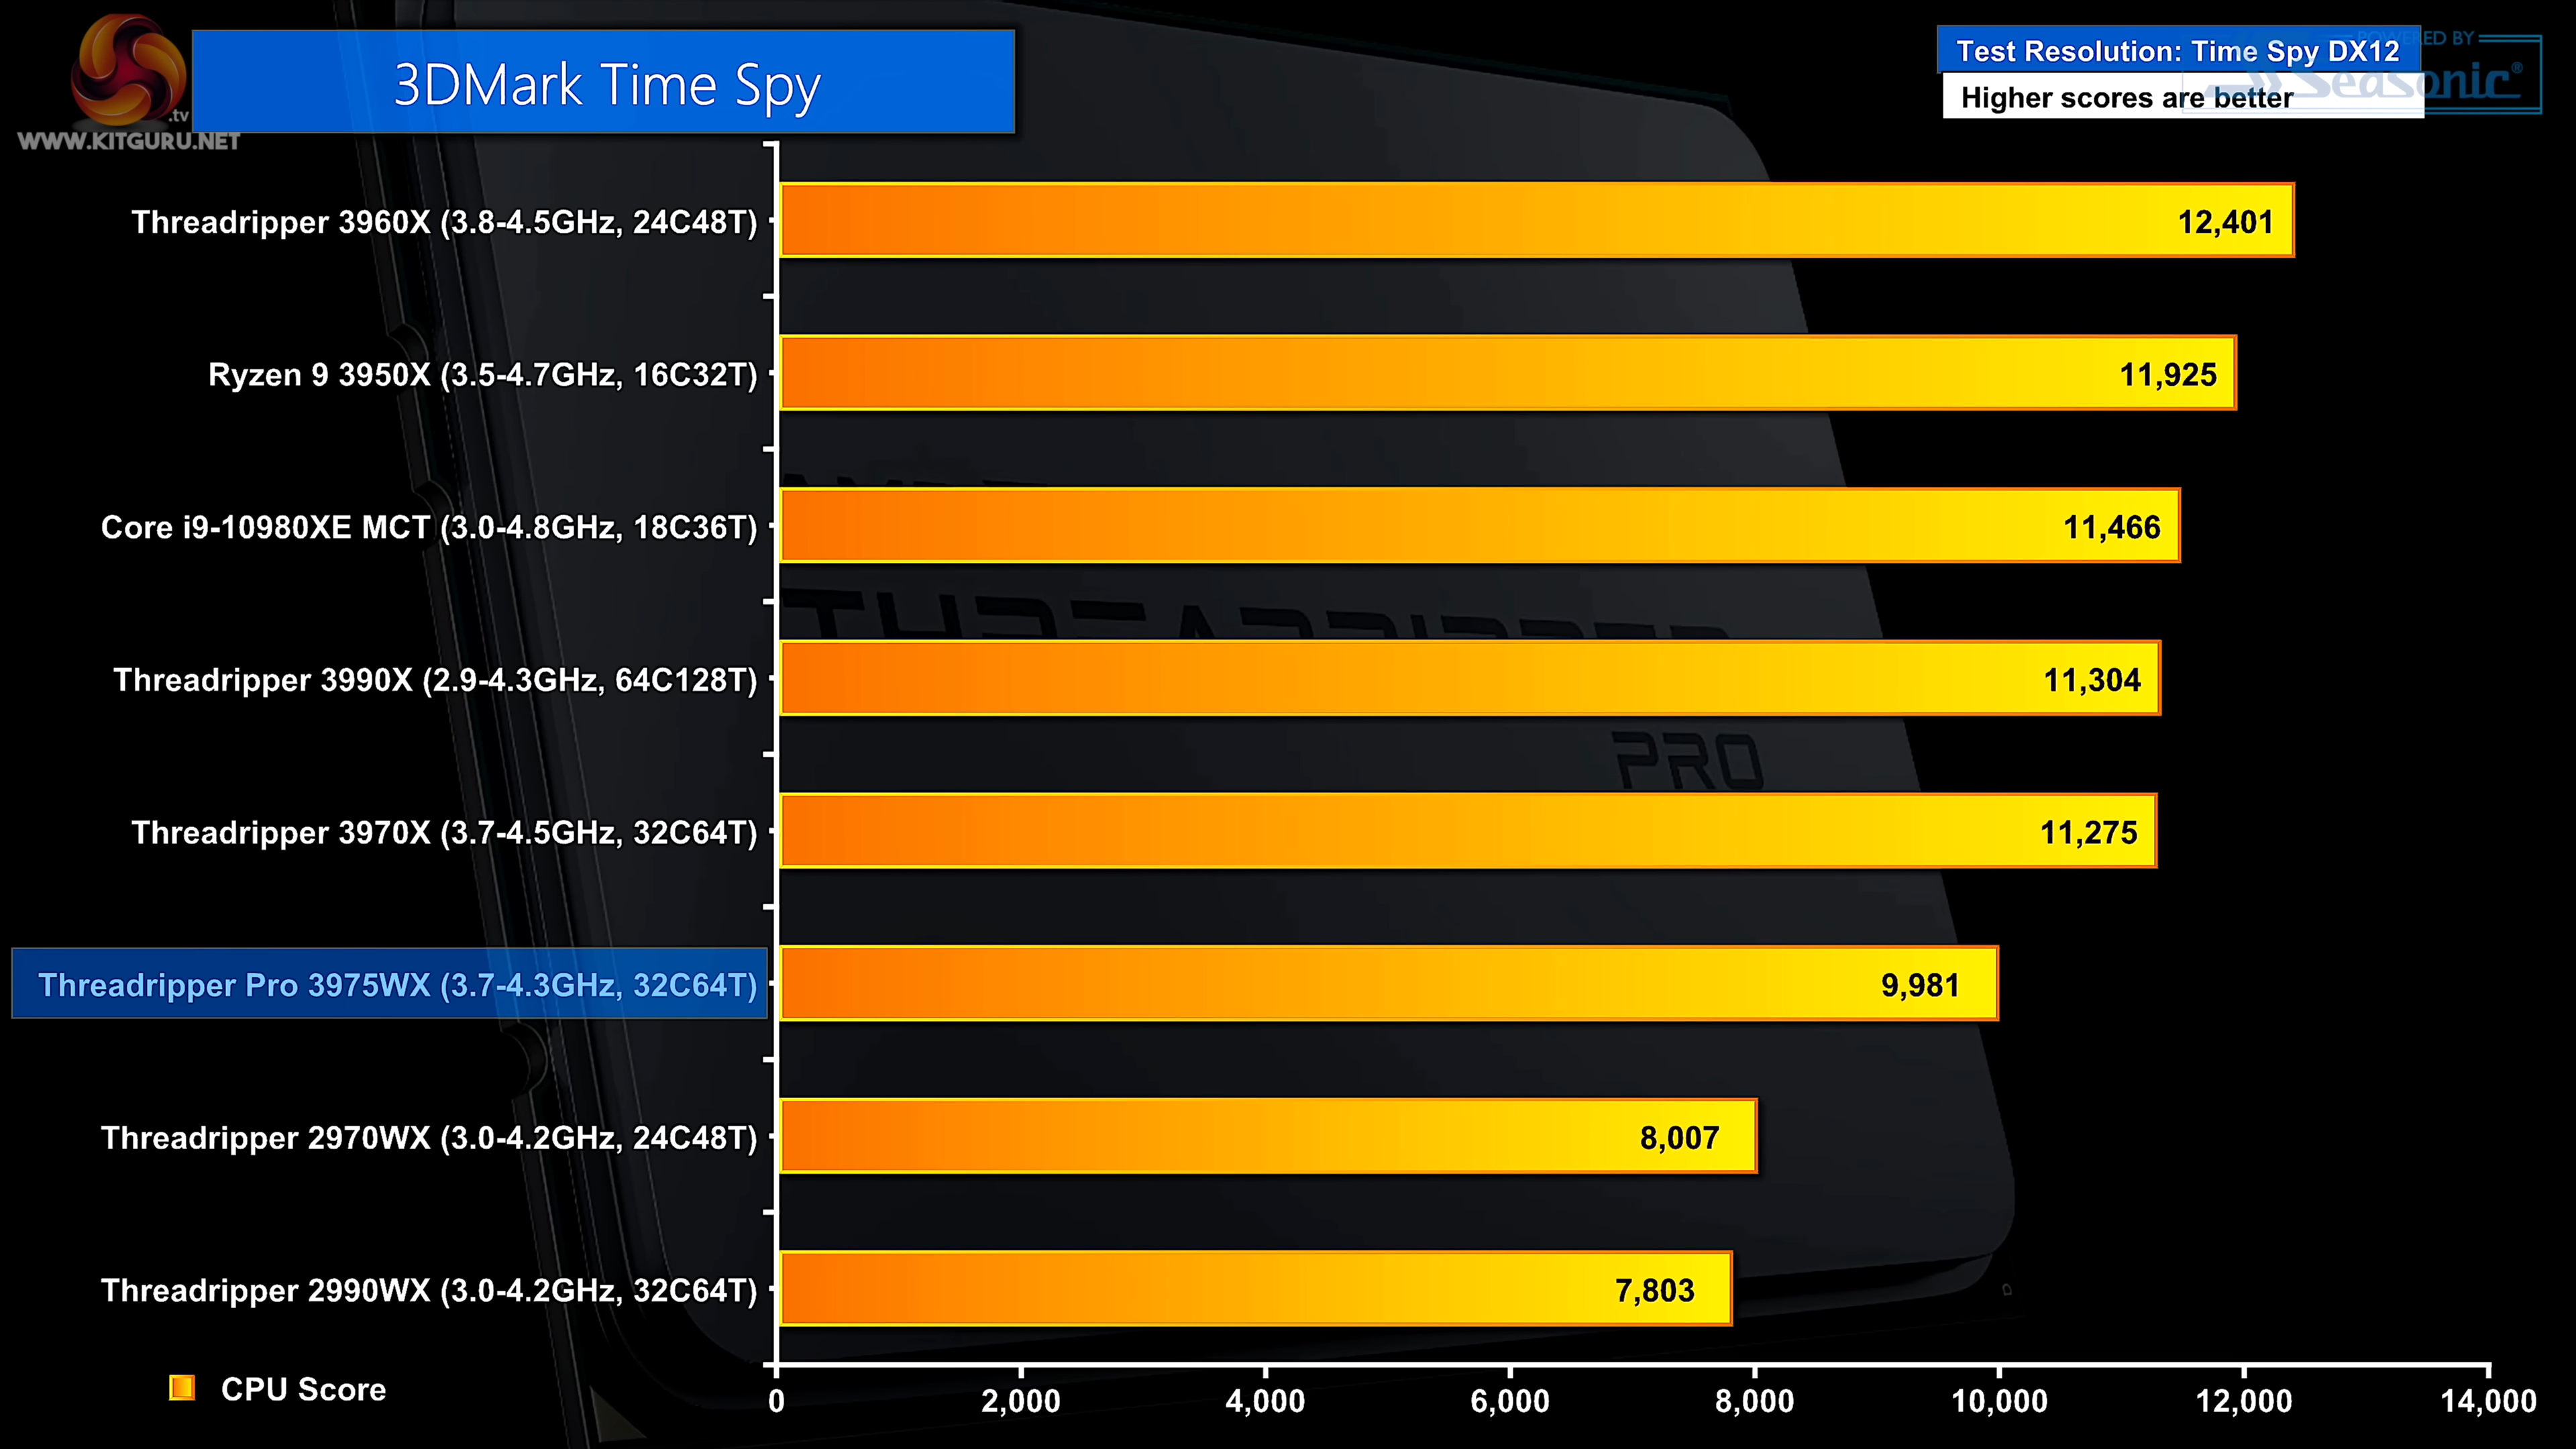 3DMark Time Spy
.tv
WWW.KITGURU.NET
POWERED BY
Test Resolution: Time Spy DX12
Seasonic®
Higher scores are better
Threadripper 3960X (3.8-4.5GHz, 24C48T)
12,401
Ryzen 9 3950X (3.5-4.7GHz, 16C32T)
11,925
Core i9-10980XE MCT (3.0-4.8GHz, 18C36T)
11,466
THREADRIPPER
Threadripper 3990X (2.9-4.3GHz, 64C128T)
11,304
PRO
Threadripper 3970X (3.7-4.5GHz, 32C64T)
11,275
Threadripper Pro 3975WX (3.7-4.3GHz, 32C64T)
9,981
Threadripper 2970WX (3.0-4.2GHz, 24C48T)
8,007
Threadripper 2990WX (3.0-4.2GHz, 32C64T)
7,803
CPU Score
0 2,000 4,000 6,000 8,000 10,000 12,000 14,000